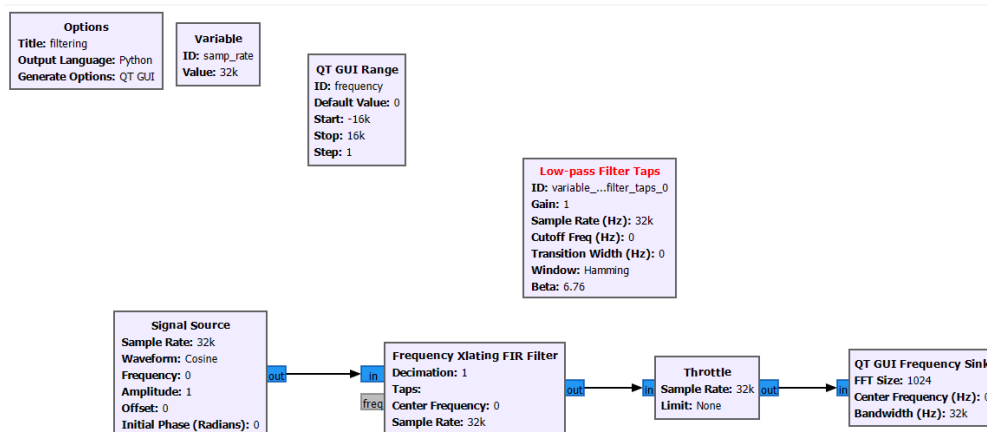 Options
Title: filtering
Output Language: Python
Generate Options: QT GUI
Variable
ID: samp_rate
Value: 32k
QT GUI Range
ID: frequency
Default Value: 0
Start: -16k
Stop: 16k
Step: 1
Low-pass Filter Taps
ID: variable_...filter_taps_0
Gain: 1
Sample Rate (Hz): 32k
Cutoff Freq (Hz): 0
Transition Width (Hz): 0
Window: Hamming
Beta: 6.76
Signal Source
Sample Rate: 32k
Waveform: Cosine
Frequency: 0
Amplitude: 1
Offset: 0
Initial Phase (Radians): 0
out
in
freq
Frequency Xlating FIR Filter
Decimation: 1
Taps:
Center Frequency: 0
Sample Rate: 32k
out
in
Throttle
Sample Rate: 32k
Limit: None
out
in
QT GUI Frequency Sink
FFT Size: 1024
Center Frequency (Hz): 0
Bandwidth (Hz): 32k